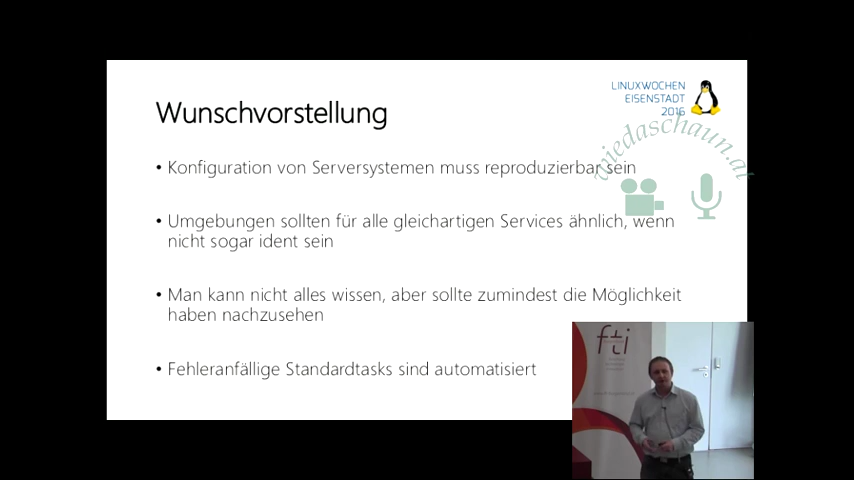 LINUXWOCHEN
EISENSTADT
2016
wiedaschaun.at
Wunschvorstellung
• Konfiguration von Serversystemen muss reproduzierbar sein
• Umgebungen sollten für alle gleichartigen Services ähnlich, wenn
nicht sogar ident sein
• Man kann nicht alles wissen, aber sollte zumindest die Möglichkeit
haben nachzusehen
• Fehleranfällige Standardtasks sind automatisiert
fti